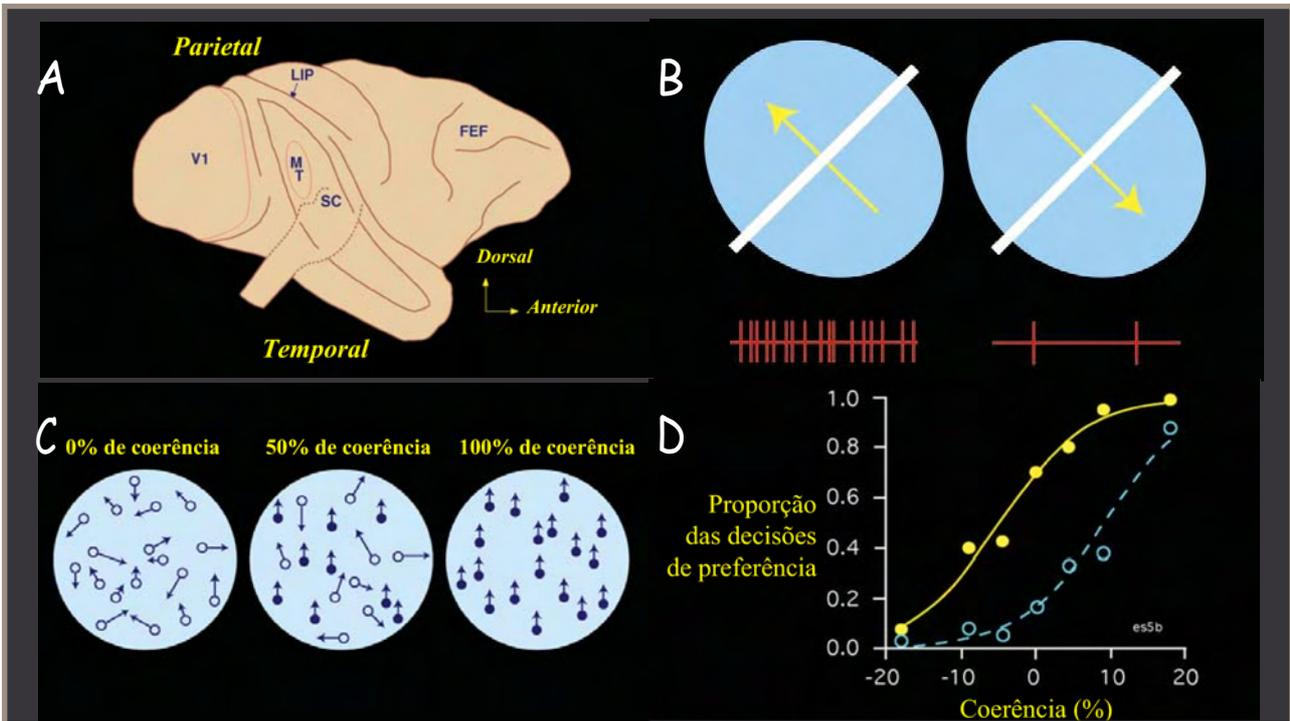 A
Parietal
LIP
V1
M
T
SC
FEF
Dorsal
Anterior
Temporal
B
C
0% de coerência
50% de coerência
100% de coerência
D
Proporção
das decisões
de preferência
1.0
0.8
0.6
0.4
0.2
0.0
es5b
-20
-10
0
10
20
Coerência (%)